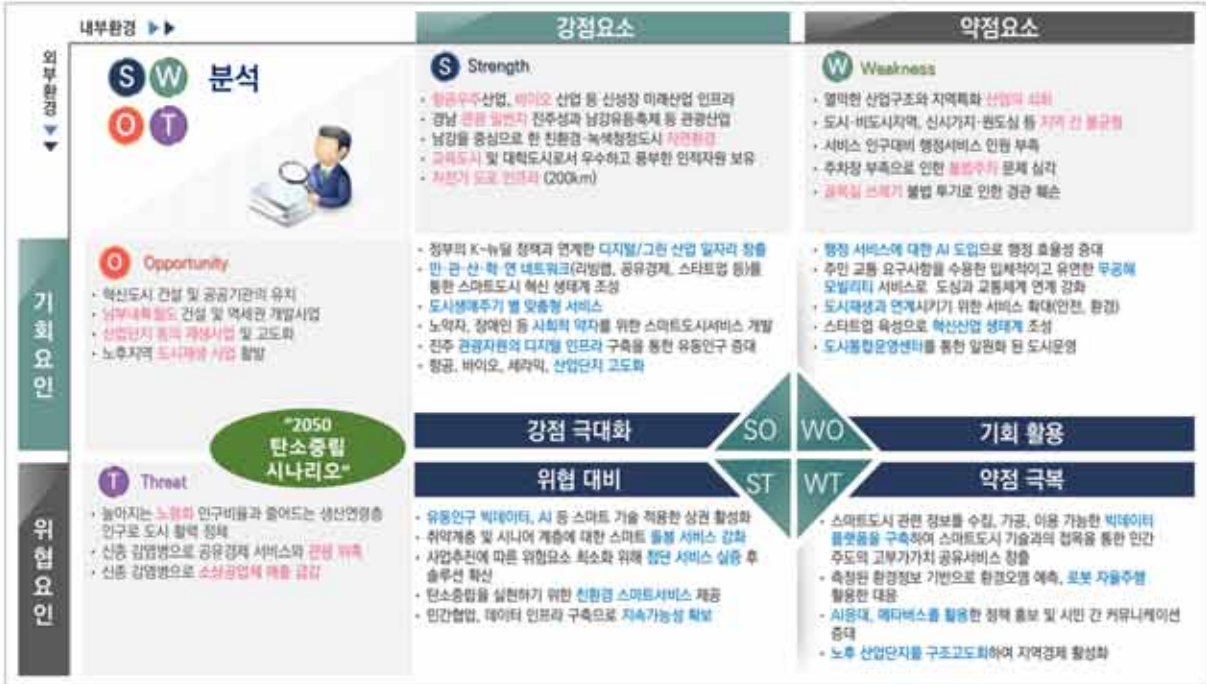 내부환경 ▶▶
강점요소
약점요소
외부환경 ▼▼
S W 분석
O T
S Strength
• 항공우주산업, 바이오 산업 등 신성장 미래산업 인프라
• 경남 관광 일번지 진주성과 남강유등축제 등 관광산업
• 남강을 중심으로 한 친환경·녹색청정도시 자연환경
• 교육도시 및 대학도시로서 우수하고 풍부한 인적자원 보유
• 자전거 도로 인프라 (200km)
W Weakness
• 열악한 산업구조와 지역특화 산업의 쇠퇴
• 도시·비도시지역, 신시가지·원도심 등 지역 간 불균형
• 서비스 인구대비 행정서비스 인원 부족
• 주차장 부족으로 인한 불법주차 문제 심각
• 골목길 쓰레기 불법 투기로 인한 경관 훼손
기회요인
O Opportunity
• 혁신도시 건설 및 공공기관의 유치
• 남부내륙철도 건설 및 역세권 개발사업
• 산업단지 등의 재생사업 및 고도화
• 노후지역 도시재생 사업 활발
• 정부의 K-뉴딜 정책과 연계한 디지털/그린 산업 일자리 창출
• 민·관·산·학·연 네트워크(리빙랩, 공유경제, 스타트업 등)를
통한 스마트도시 혁신 생태계 조성
• 도시생애주기 별 맞춤형 서비스
• 노약자, 장애인 등 사회적 약자를 위한 스마트도시서비스 개발
• 진주 관광자원의 디지털 인프라 구축을 통한 유동인구 증대
• 항공, 바이오, 세라믹, 산업단지 고도화
• 행정 서비스에 대한 AI 도입으로 행정 효율성 증대
• 주민 교통 요구사항을 수용한 입체적이고 유연한 무공해
모빌리티 서비스로 도심과 교통체계 연계 강화
• 도시재생과 연계시키기 위한 서비스 확대(안전, 환경)
• 스타트업 육성으로 혁신산업 생태계 조성
• 도시통합운영센터를 통한 일원화 된 도시운영
"2050
탄소중립
시나리오"
강점 극대화
SO
WO
기회 활용
위협요인
T Threat
• 늘어지는 노령화 인구비율과 줄어드는 생산연령층
인구로 도시 활력 정체
• 신종 감염병으로 공유경제 서비스와 관광 위축
• 신종 감염병으로 소상공업체 매출 급감
위협 대비
ST
WT
약점 극복
• 유동인구 빅데이터, AI 등 스마트 기술 적용한 상권 활성화
• 취약계층 및 시니어 계층에 대한 스마트 돌봄 서비스 강화
• 사업추진에 따른 위험요소 최소화 위해 첨단 서비스 실증 후
솔루션 확산
• 탄소중립을 실현하기 위한 친환경 스마트서비스 제공
• 민간협업, 데이터 인프라 구축으로 지속가능성 확보
• 스마트도시 관련 정보를 수집, 가공, 이용 가능한 빅데이터
플랫폼을 구축하여 스마트도시 기술과의 접목을 통한 민간
주도의 고부가가치 공유서비스 창출
• 측정된 환경정보 기반으로 환경오염 예측, 로봇 자율주행
활용한 대응
• AI응대, 메타버스를 활용한 정책 홍보 및 시민 간 커뮤니케이션
증대
• 노후 산업단지를 구조고도화하여 지역경제 활성화